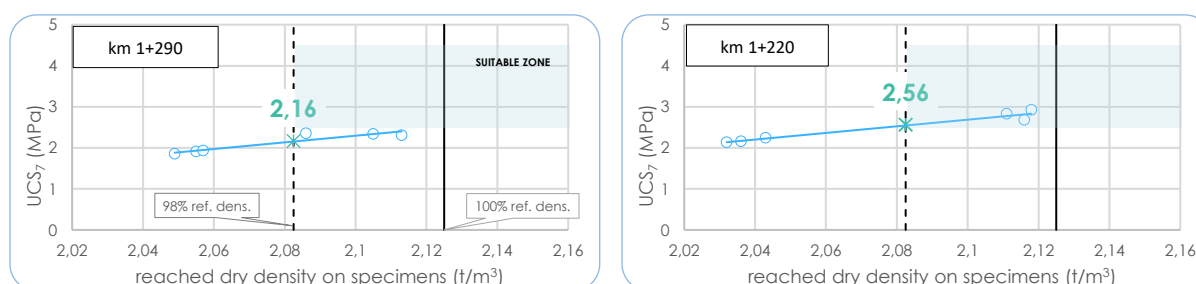 km 1+290
SUITABLE ZONE
2,16
98% ref. dens.
100% ref. dens.
UCS₇ (MPa)
5
4
3
2
1
0
2,02 2,04 2,06 2,08 2,1 2,12 2,14 2,16
reached dry density on specimens (t/m³)
km 1+220
2,56
UCS₇ (MPa)
5
4
3
2
1
0
2,02 2,04 2,06 2,08 2,1 2,12 2,14 2,16
reached dry density on specimens (t/m³)